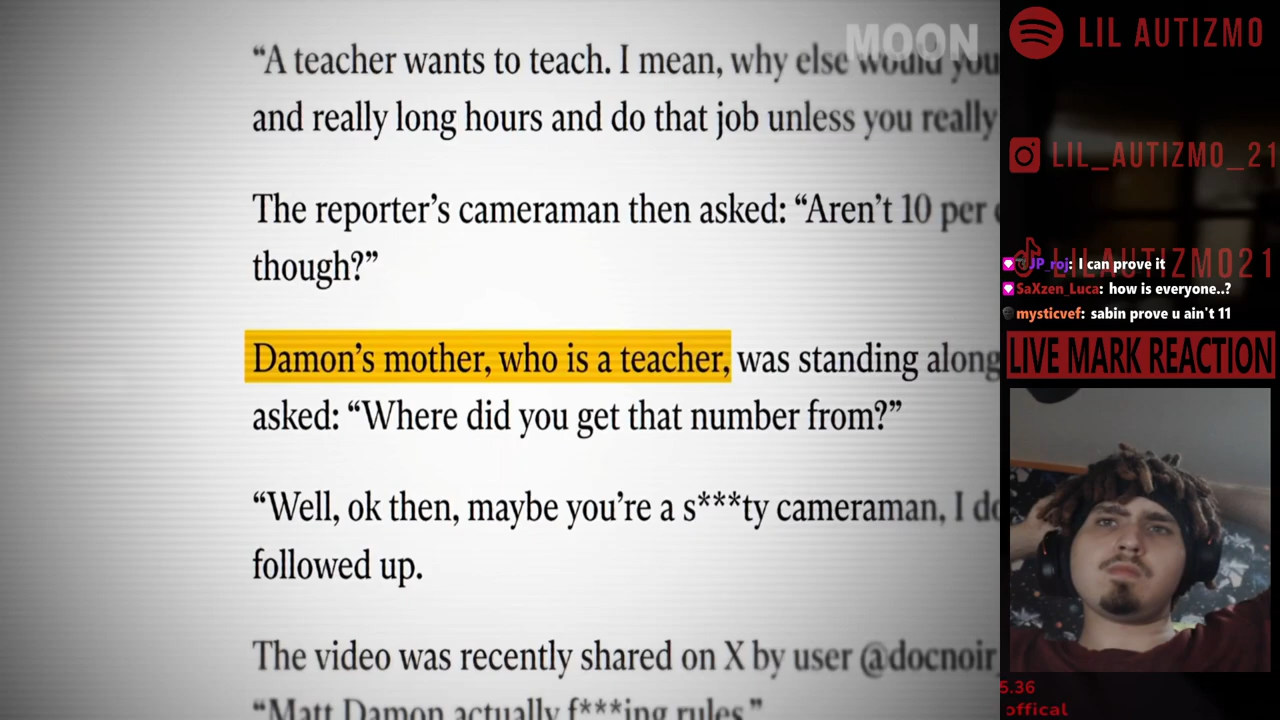 MOON
“A teacher wants to teach. I mean, why else would you
and really long hours and do that job unless you really
The reporter’s cameraman then asked: “Aren’t 10 per
though?”
Damon’s mother, who is a teacher, was standing along
asked: “Where did you get that number from?”
“Well, ok then, maybe you’re a s***ty cameraman, I do
followed up.
The video was recently shared on X by user @docnoir
“Matt Damon actually f***ing rules.”
LIL AUTIZMO
LIL_AUTIZMO_21
LILAUTIZMO21
JP_roj: I can prove it
SaXzen_Luca: how is everyone..?
mysticvef: sabin prove u ain't 11
LIVE MARK REACTION
5.36
offical